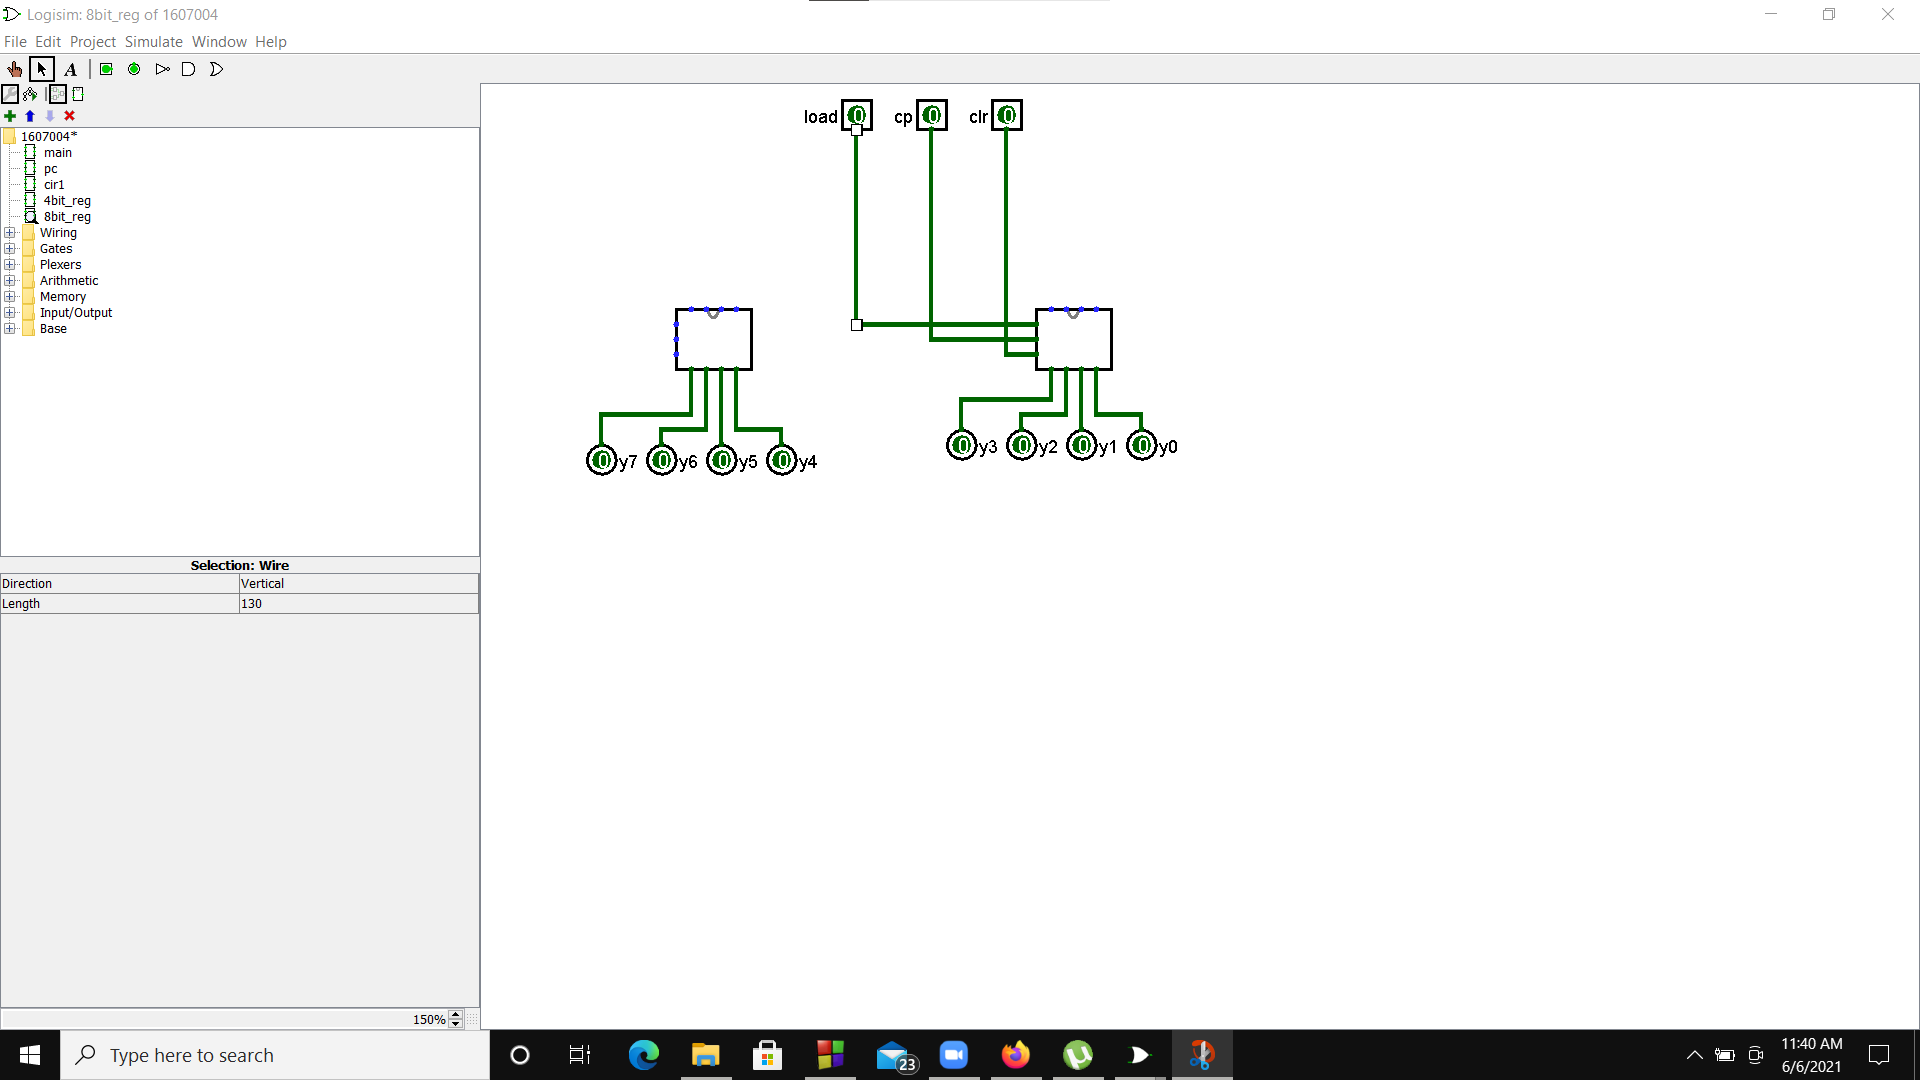 Logisim: 8bit_reg of 1607004
File Edit Project Simulate Window Help
A
1607004*
main
pc
cir1
4bit_reg
8bit_reg
Wiring
Gates
Plexers
Arithmetic
Memory
Input/Output
Base
load 0 cp 0 clr 0
0 y3 0 y2 0 y1 0 y0
0 y7 0 y6 0 y5 0 y4
Selection: Wire
Direction Vertical
Length 130
150%
Type here to search
23
11:40 AM
6/6/2021